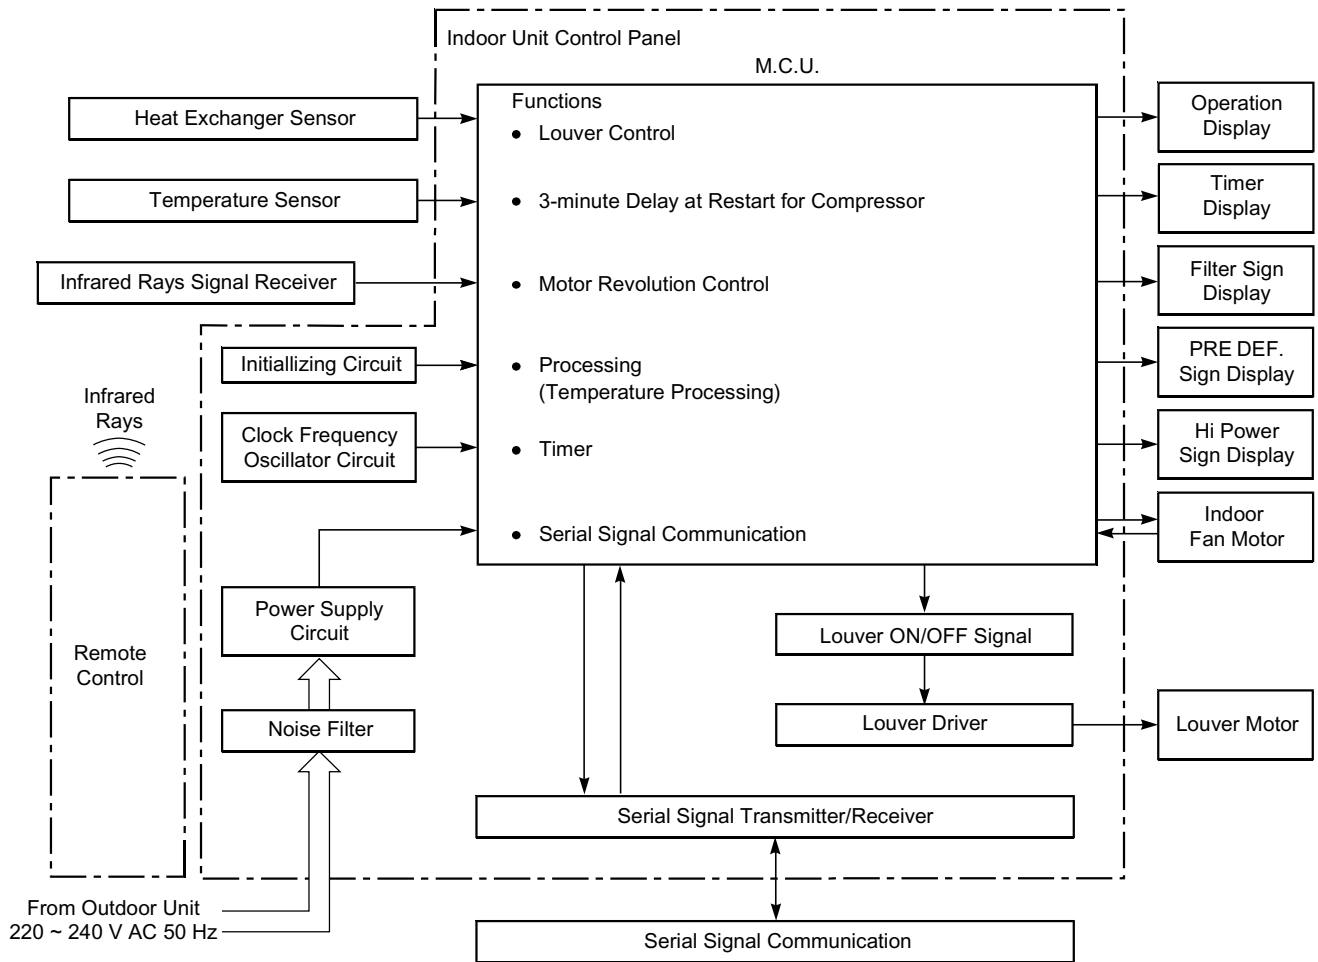 Indoor Unit Control Panel
M.C.U.
Heat Exchanger Sensor
Temperature Sensor
Infrared Rays Signal Receiver
Initiallizing Circuit
Clock Frequency
Oscillator Circuit
Infrared
Rays
Remote
Control
Power Supply
Circuit
Noise Filter
From Outdoor Unit
220 ~ 240 V AC 50 Hz
Functions
• Louver Control
• 3-minute Delay at Restart for Compressor
• Motor Revolution Control
• Processing
(Temperature Processing)
• Timer
• Serial Signal Communication
Louver ON/OFF Signal
Louver Driver
Serial Signal Transmitter/Receiver
Serial Signal Communication
Operation
Display
Timer
Display
Filter Sign
Display
PRE DEF.
Sign Display
Hi Power
Sign Display
Indoor
Fan Motor
Louver Motor